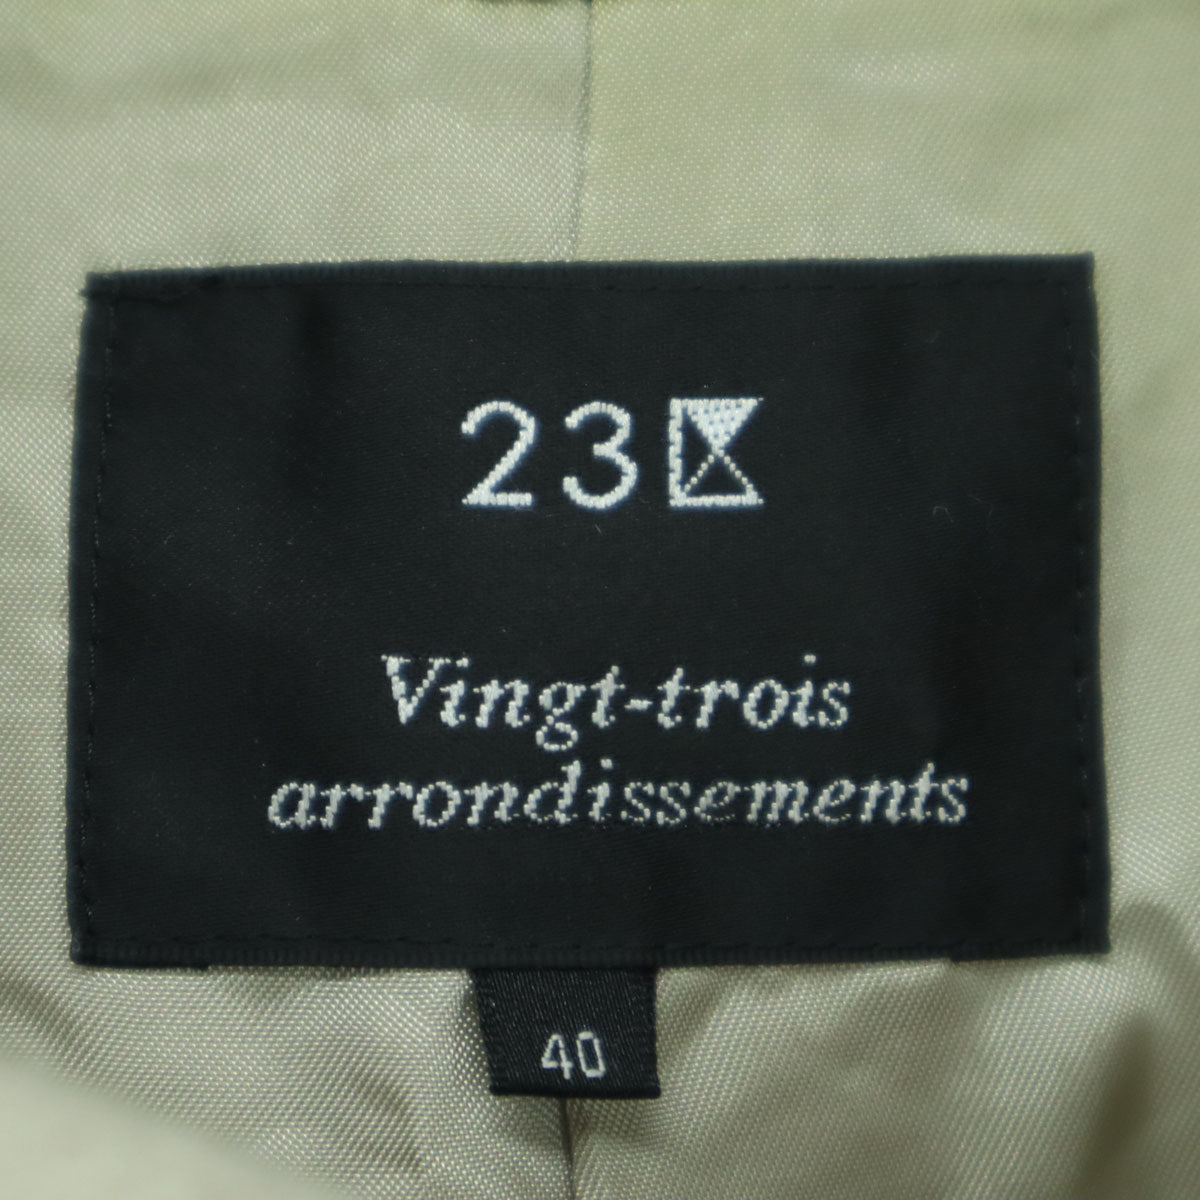 23区
Vingt-trois
arrondissements
40